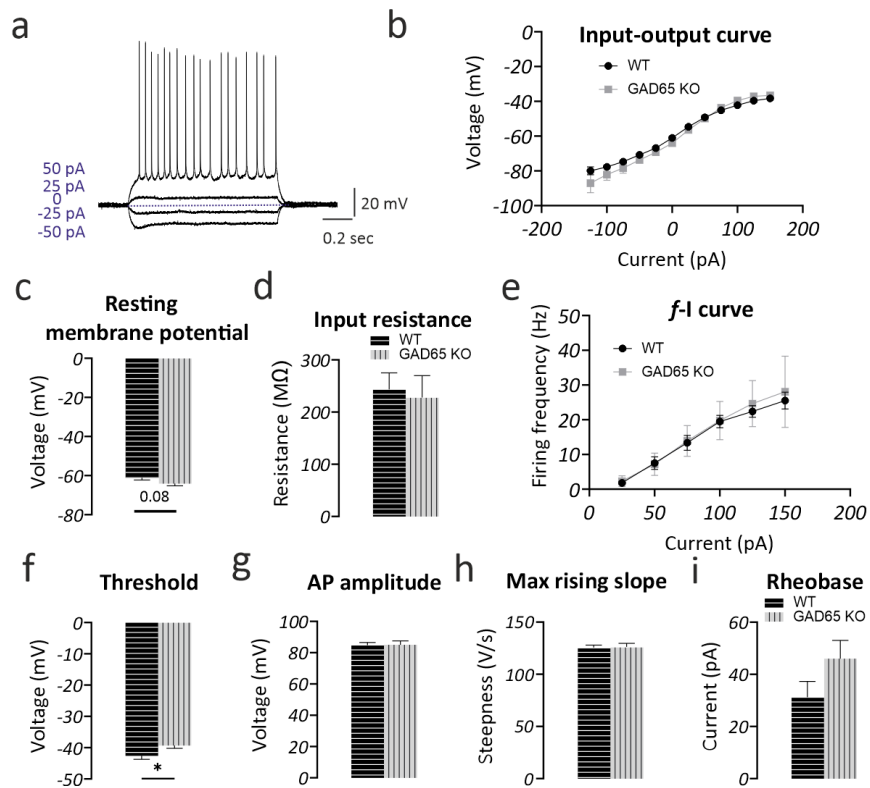 a
50 pA
25 pA
0
-25 pA
-50 pA
20 mV
0.2 sec
b
Input-output curve
WT
GAD65 KO
Voltage (mV)
0
-20
-40
-60
-80
-100
-200
-100
0
100
200
Current (pA)
c
Resting
membrane potential
Voltage (mV)
0
-20
-40
-60
-80
0.08
d
Input resistance
WT
GAD65 KO
Resistance (MΩ)
300
200
100
0
e
f-I curve
WT
GAD65 KO
Firing frequency (Hz)
50
40
30
20
10
0
0
50
100
150
200
Current (pA)
f
Threshold
Voltage (mV)
0
-10
-20
-30
-40
-50
*
g
AP amplitude
Voltage (mV)
100
80
60
40
20
0
h
Max rising slope
Steepness (V/s)
150
100
50
0
i
Rheobase
WT
GAD65 KO
Current (pA)
60
40
20
0